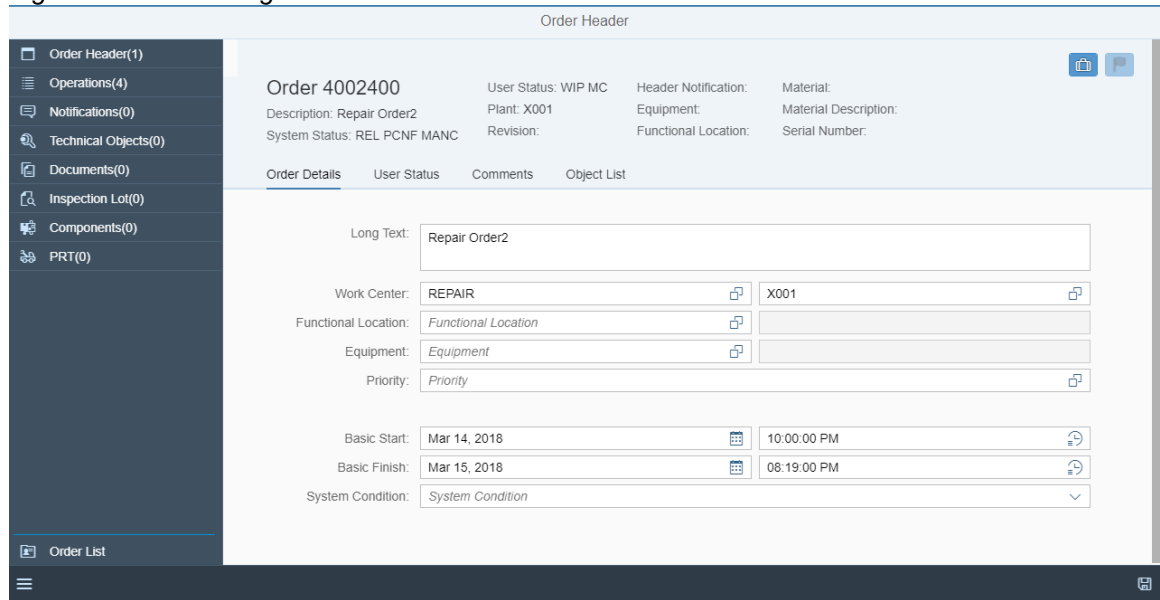 Order Header
Order Header(1)
Operations(4)
Notifications(0)
Technical Objects(0)
Documents(0)
Inspection Lot(0)
Components(0)
PRT(0)
Order List
Order 4002400
Description: Repair Order2
System Status: REL PCNF MANC
User Status: WIP MC
Plant: X001
Revision:
Header Notification:
Equipment:
Functional Location:
Material:
Material Description:
Serial Number:
Order Details User Status Comments Object List
Long Text: Repair Order2
Work Center: REPAIR X001
Functional Location: Functional Location
Equipment: Equipment
Priority: Priority
Basic Start: Mar 14, 2018 10:00:00 PM
Basic Finish: Mar 15, 2018 08:19:00 PM
System Condition: System Condition